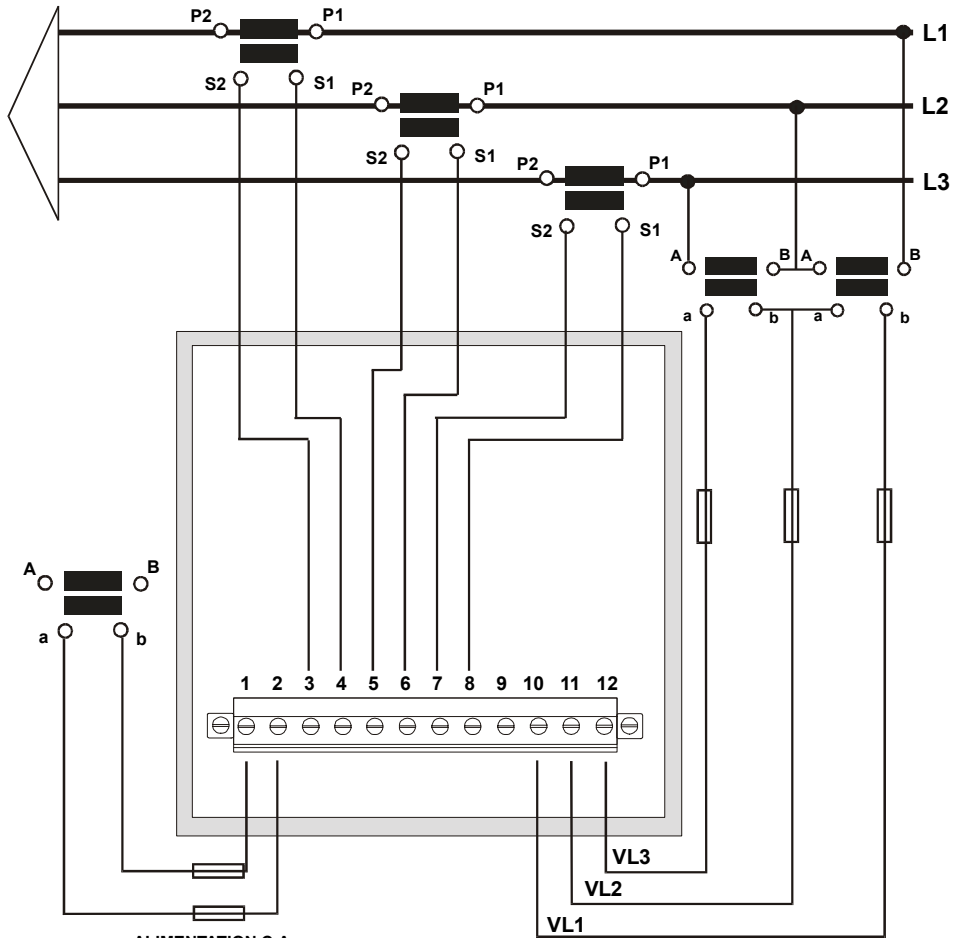 P2 P1
L1
S2 S1
P2 P1
L2
S2 S1
P2 P1
L3
S2 S1
A B A B
a b a b
A B
a b
1 2 3 4 5 6 7 8 9 10 11 12
VL3
VL2
VL1
ALIMENTATION C.A.